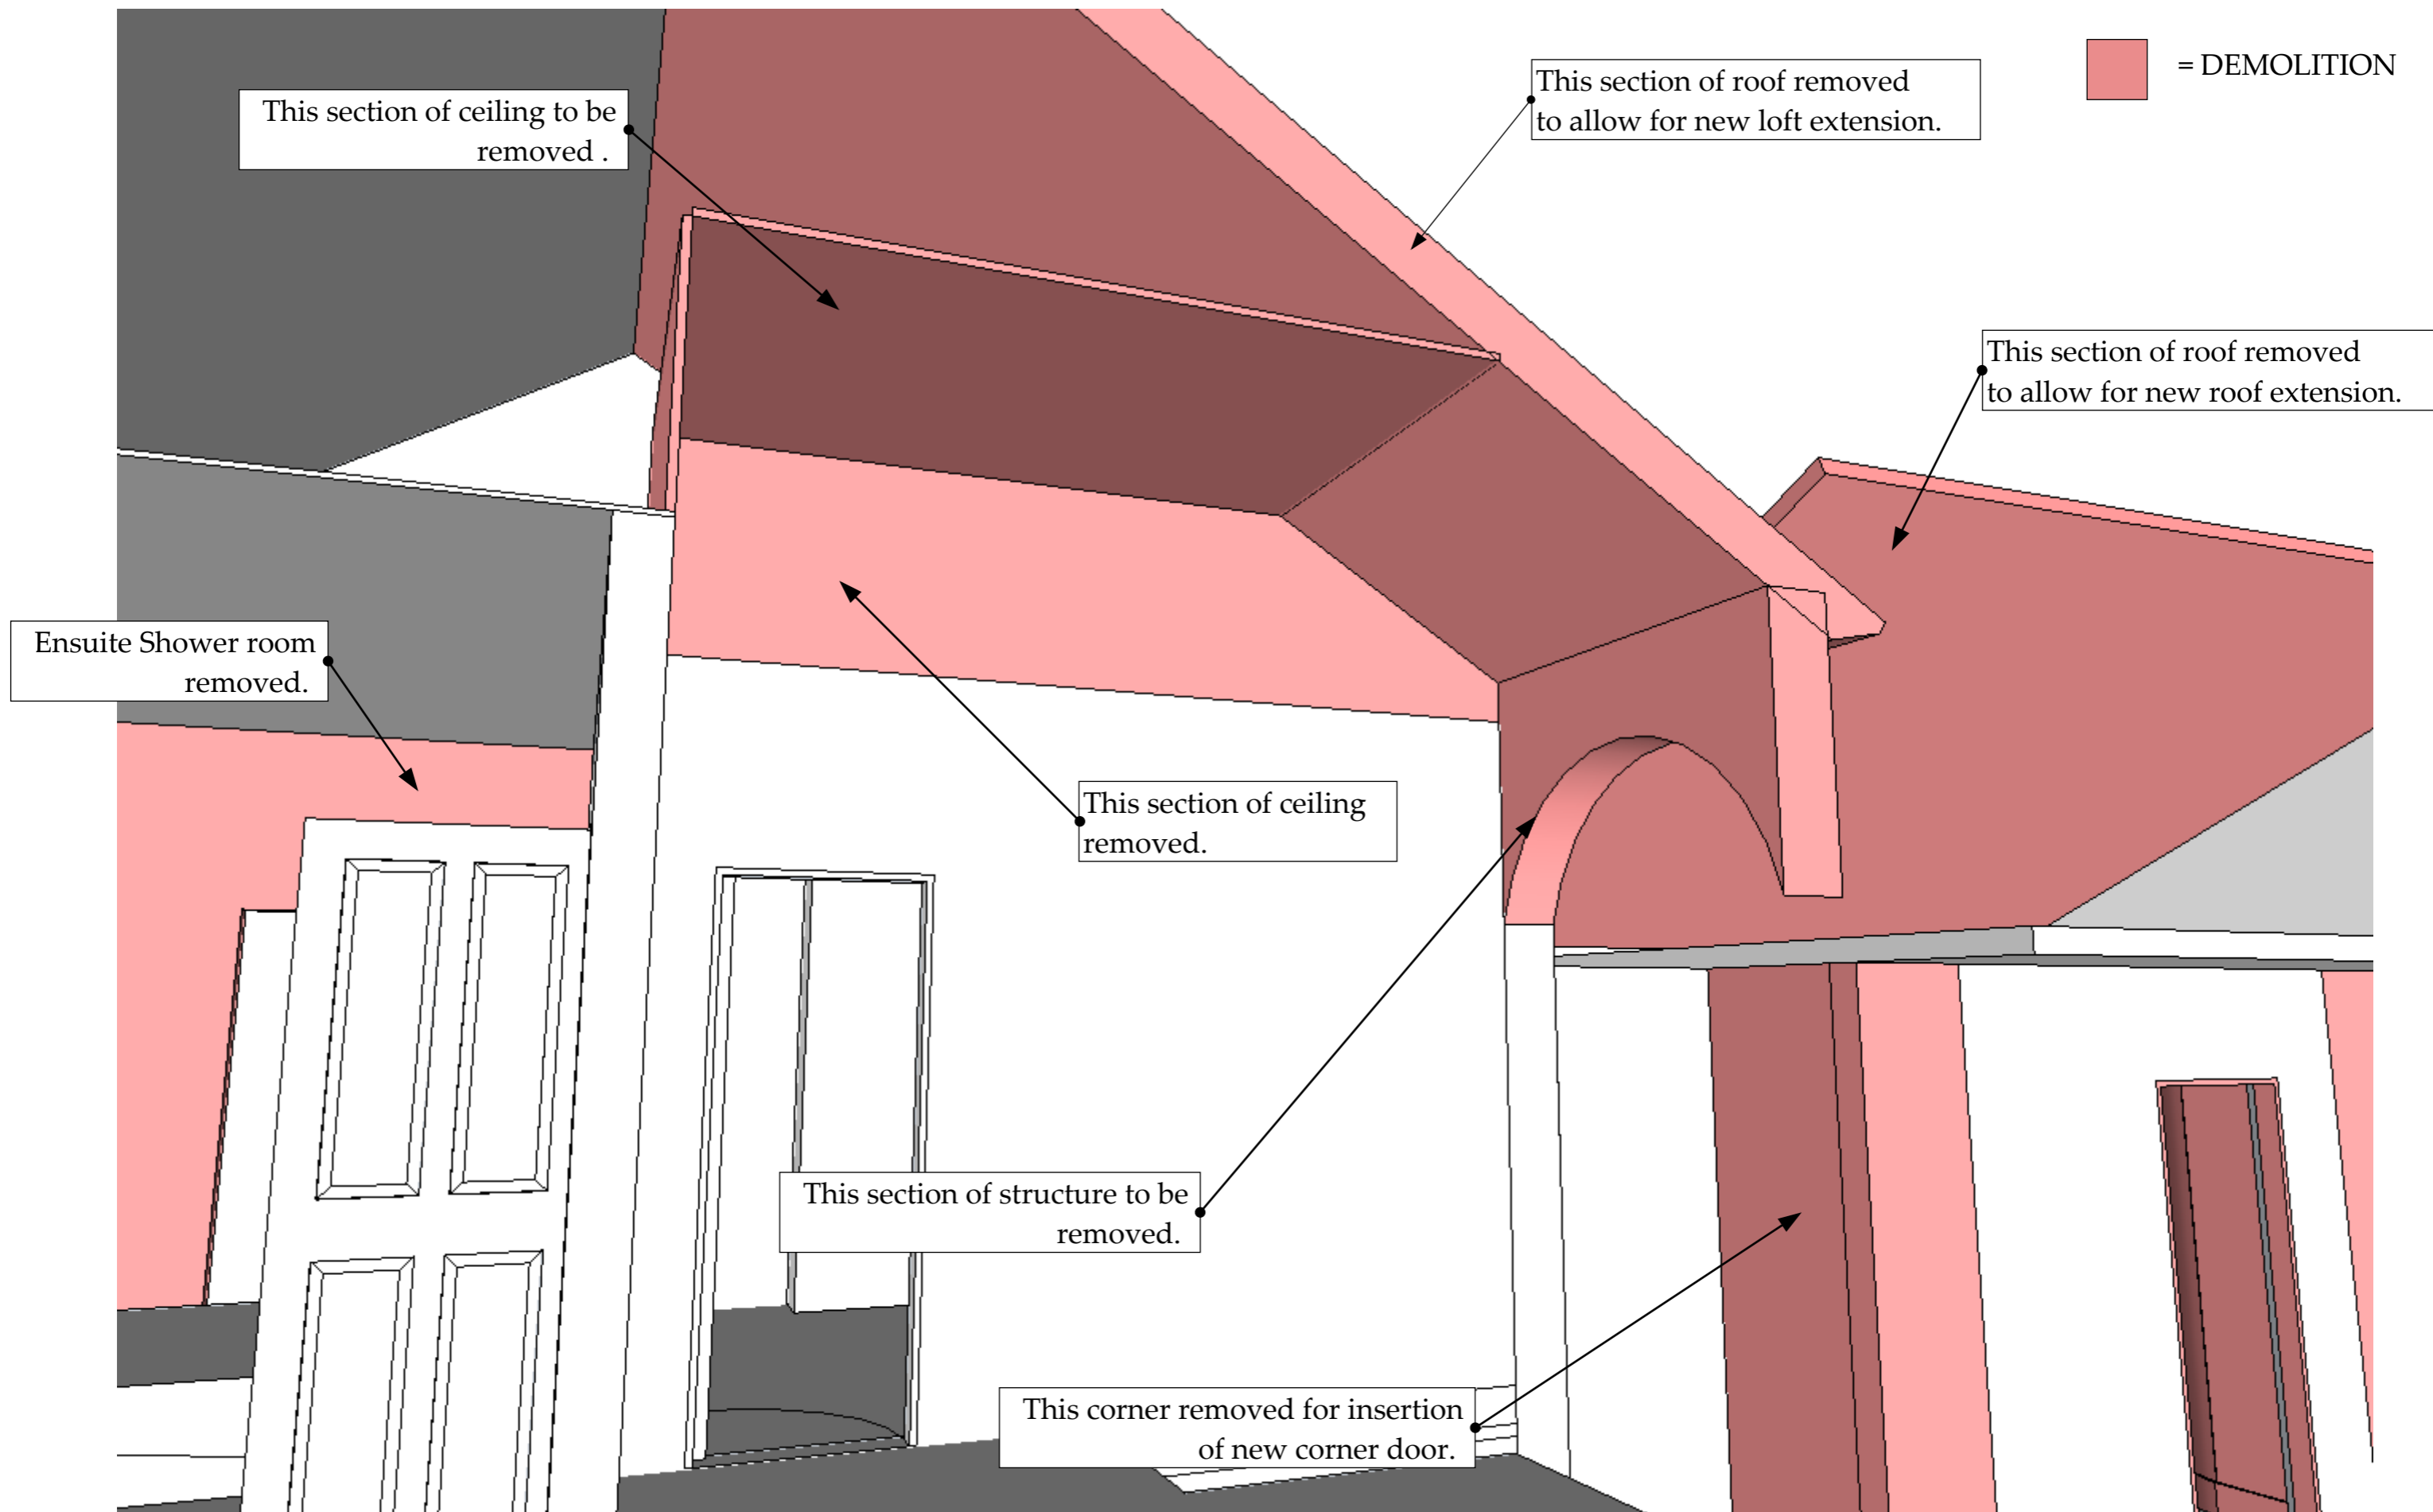 = DEMOLITION
This section of roof removed
to allow for new loft extension.
This section of ceiling to be
removed .
This section of roof removed
to allow for new roof extension.
Ensuite Shower room
removed.
This section of ceiling
removed.
This section of structure to be
removed.
This corner removed for insertion
of new corner door.